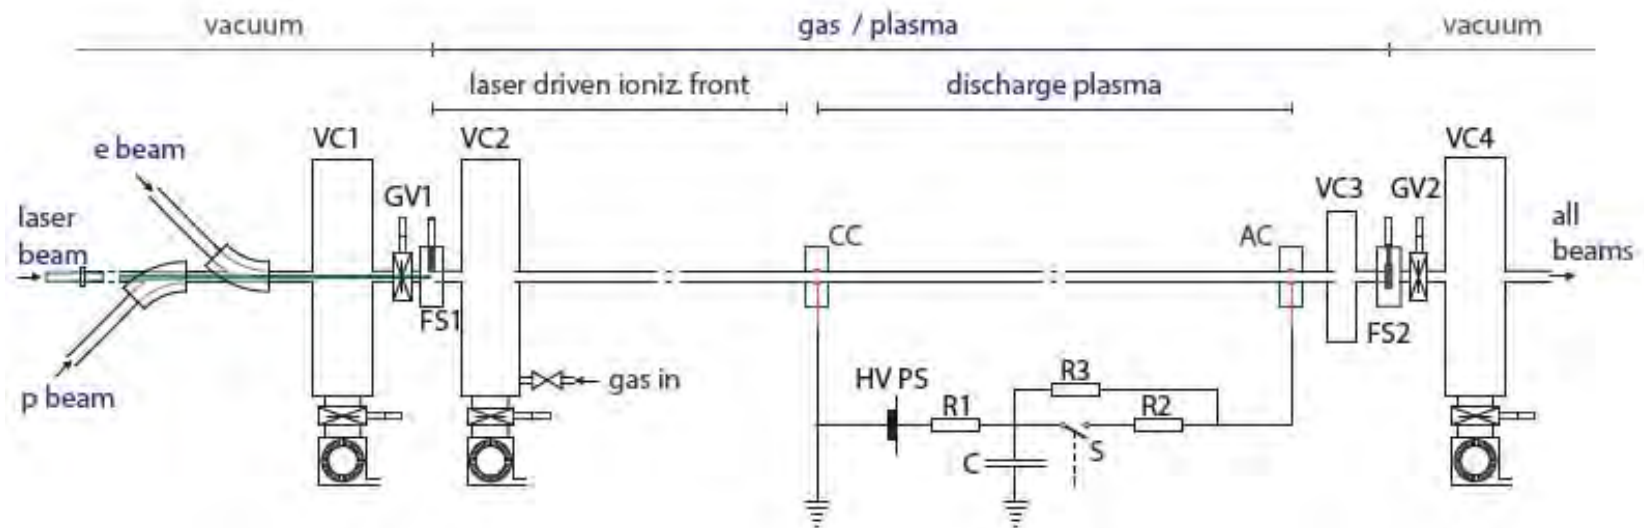 vacuum
gas / plasma
vacuum
laser driven ioniz front
discharge plasma
VC1
VC2
VC4
e beam
GV1
VC3
GV2
laser
beam
CC
AC
all
beams
FS1
FS2
p beam
gas in
HV PS
R3
R1
R2
C
S